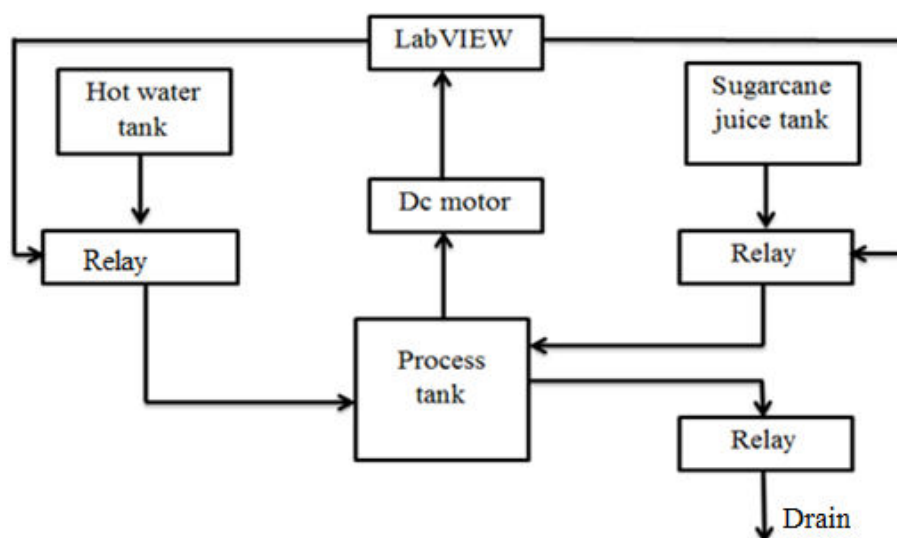 LabVIEW
Hot water
tank
Sugarcane
juice tank
Dc motor
Relay
Relay
Process
tank
Relay
Drain